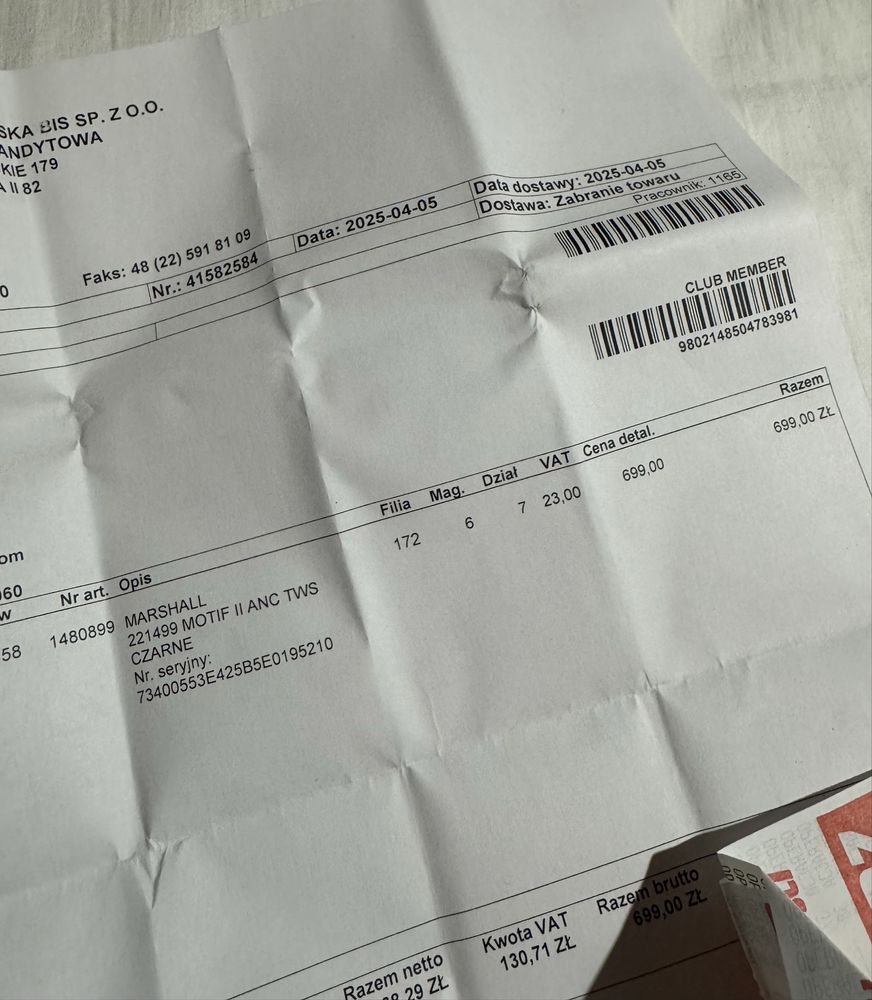 SKA BIS SP. Z O.O.
ANDYTOWA
KIE 179
A II 82
Data dostawy: 2025-04-05
Dostawa: Zabranie towaru
Pracownik: 1165
Faks: 48 (22) 591 81 09
Data: 2025-04-05
0
Nr.: 41582584
CLUB MEMBER
9802148504783981
om
060
w Nr art. Opis Filia Mag. Dział VAT Cena detal. Razem
58 1480899 MARSHALL 172 6 7 23,00 699,00 699,00 ZŁ
221499 MOTIF II ANC TWS
CZARNE
Nr. seryjny:
73400553E425B5E0195210
Razem netto Kwota VAT Razem brutto
8,29 ZŁ 130,71 ZŁ 699,00 ZŁ